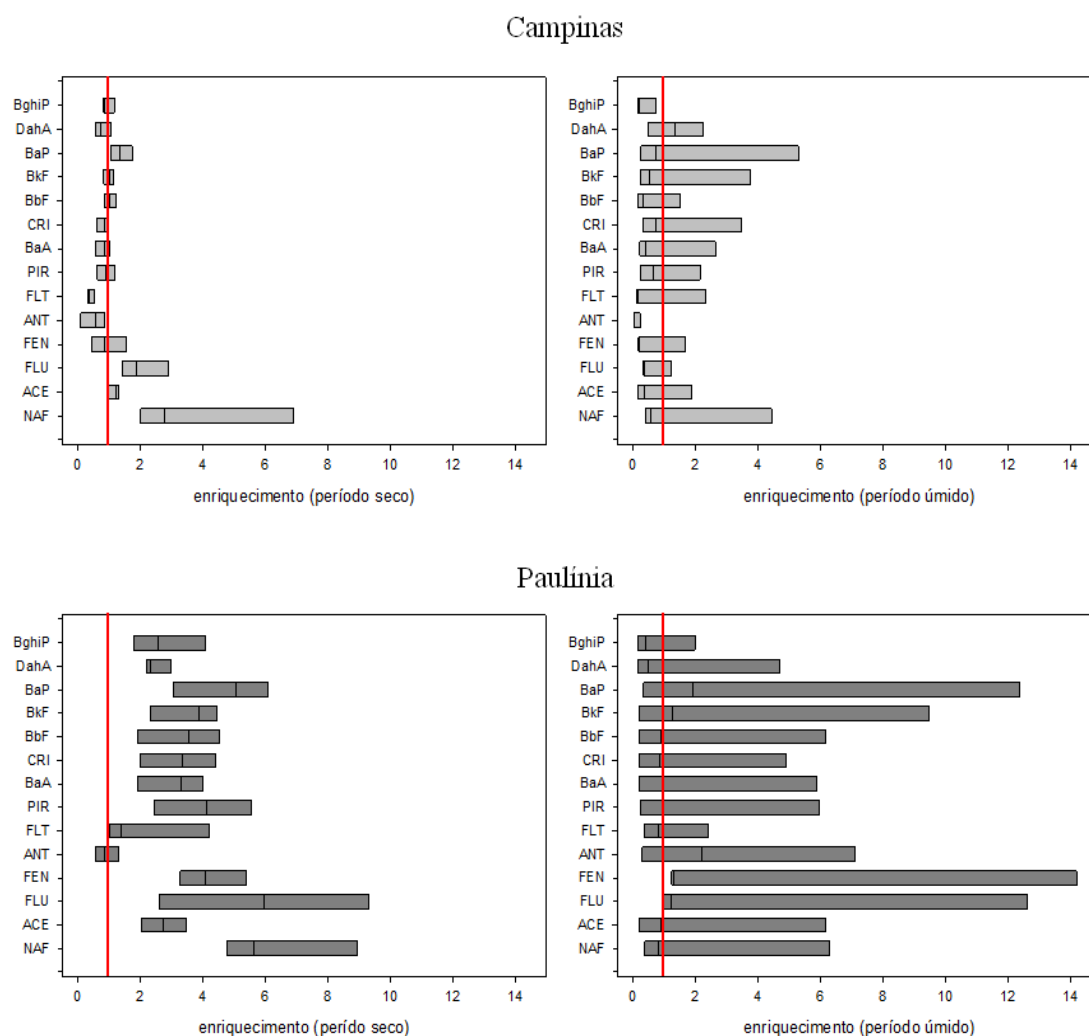 Campinas
BghiP
DahA
BaP
BkF
BbF
CRI
BaA
PIR
FLT
ANT
FEN
FLU
ACE
NAF
0 2 4 6 8 10 12 14
enriquecimento (período seco)
0 2 4 6 8 10 12 14
enriquecimento (período úmido)
BghiP
DahA
BaP
BkF
BbF
CRI
BaA
PIR
FLT
ANT
FEN
FLU
ACE
NAF
Paulínia
BghiP
DahA
BaP
BkF
BbF
CRI
BaA
PIR
FLT
ANT
FEN
FLU
ACE
NAF
0 2 4 6 8 10 12 14
enriquecimento (perído seco)
BghiP
DahA
BaP
BkF
BbF
CRI
BaA
PIR
FLT
ANT
FEN
FLU
ACE
NAF
0 2 4 6 8 10 12 14
enriquecimento (período úmido)